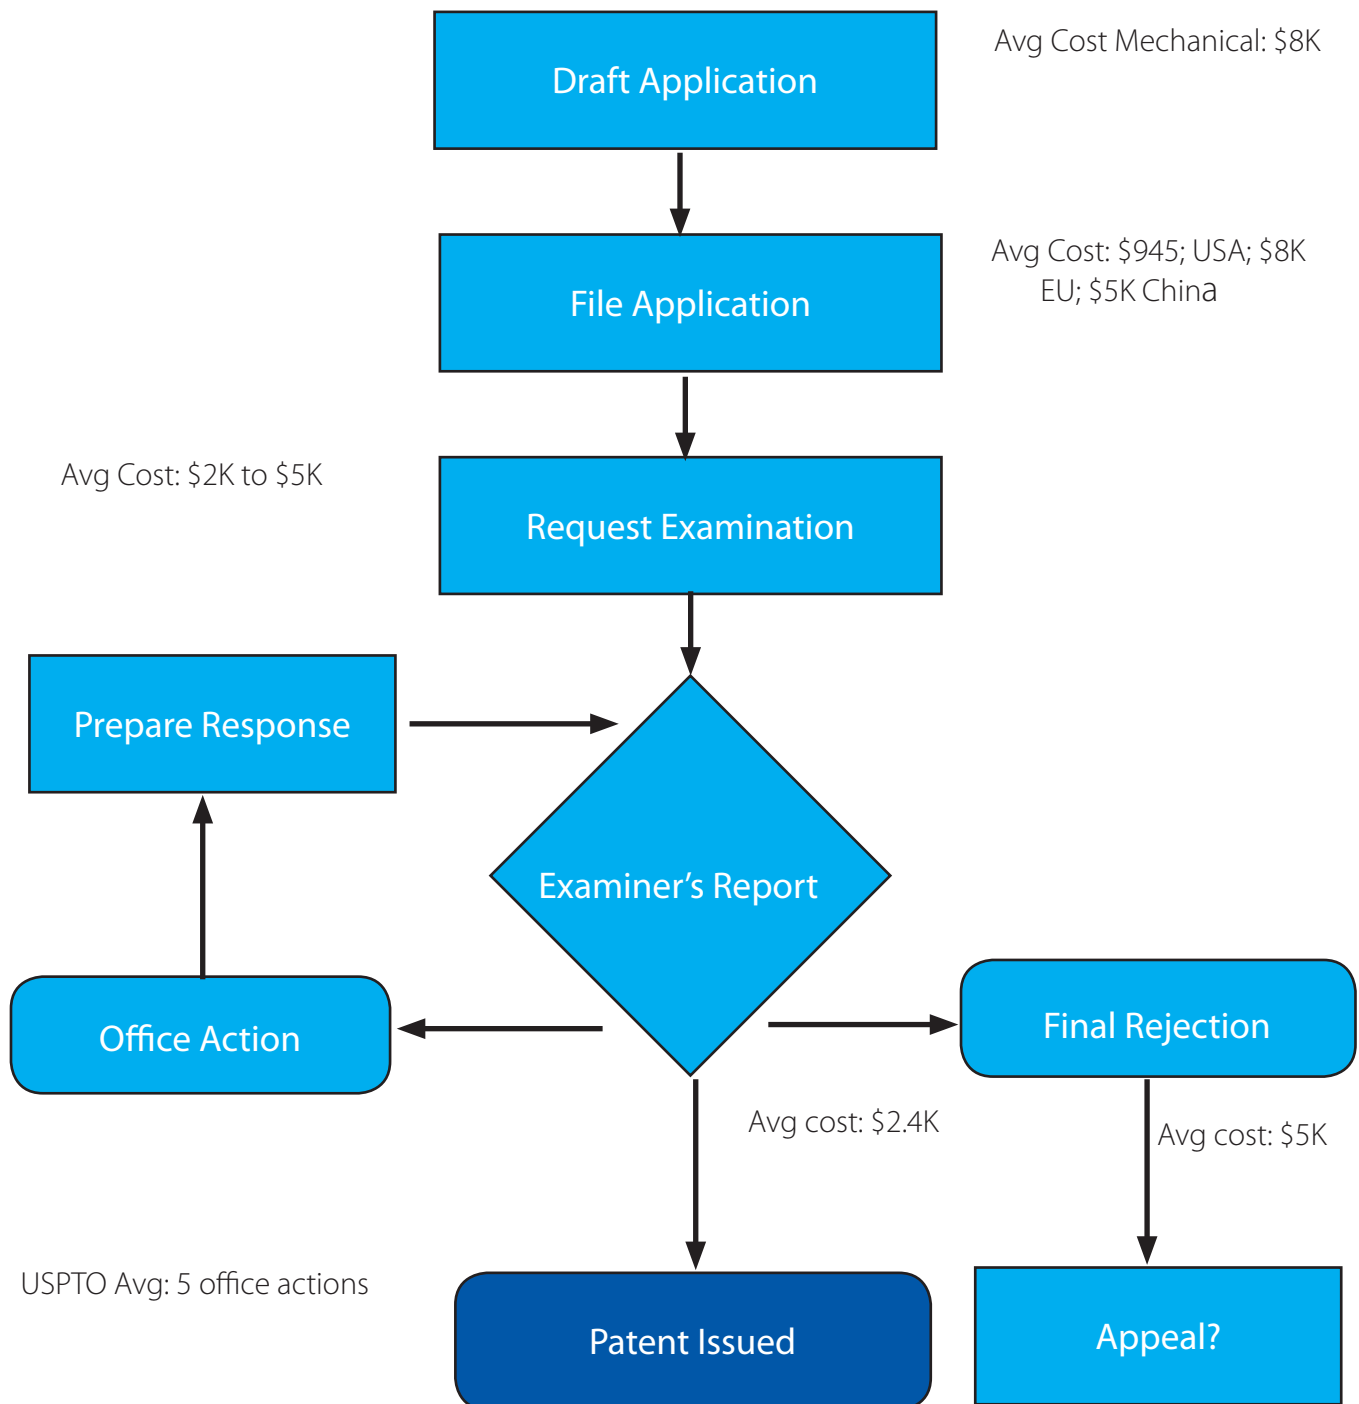 Draft Application
Avg Cost Mechanical: $8K
File Application
Avg Cost: $945; USA; $8K
EU; $5K China
Avg Cost: $2K to $5K
Request Examination
Prepare Response
Examiner’s Report
Office Action
Final Rejection
Avg cost: $2.4K
Avg cost: $5K
USPTO Avg: 5 office actions
Patent Issued
Appeal?